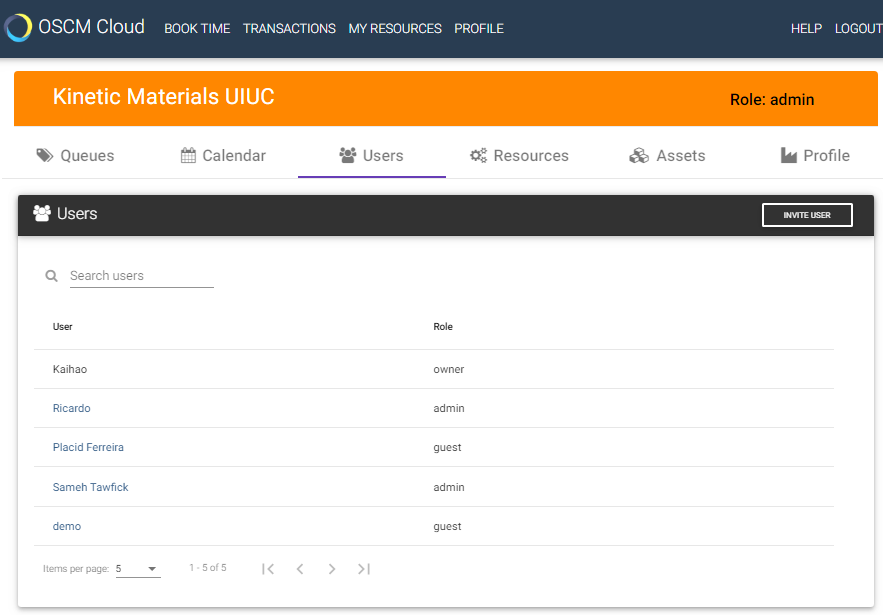 OSCM Cloud BOOK TIME TRANSACTIONS MY RESOURCES PROFILE HELP LOGOUT
Kinetic Materials UIUC Role: admin
Queues Calendar Users Resources Assets Profile
Users INVITE USER
Search users
User Role
Kaihao owner
Ricardo admin
Placid Ferreira guest
Sameh Tawfick admin
demo guest
Items per page: 5 1 - 5 of 5